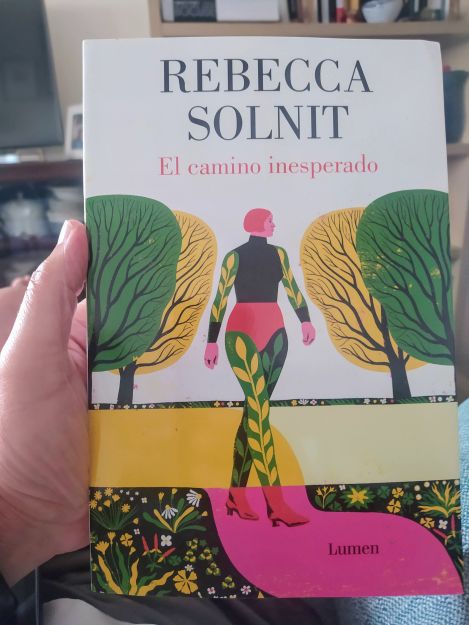 REBECCA
SOLNIT
El camino inesperado
Lumen